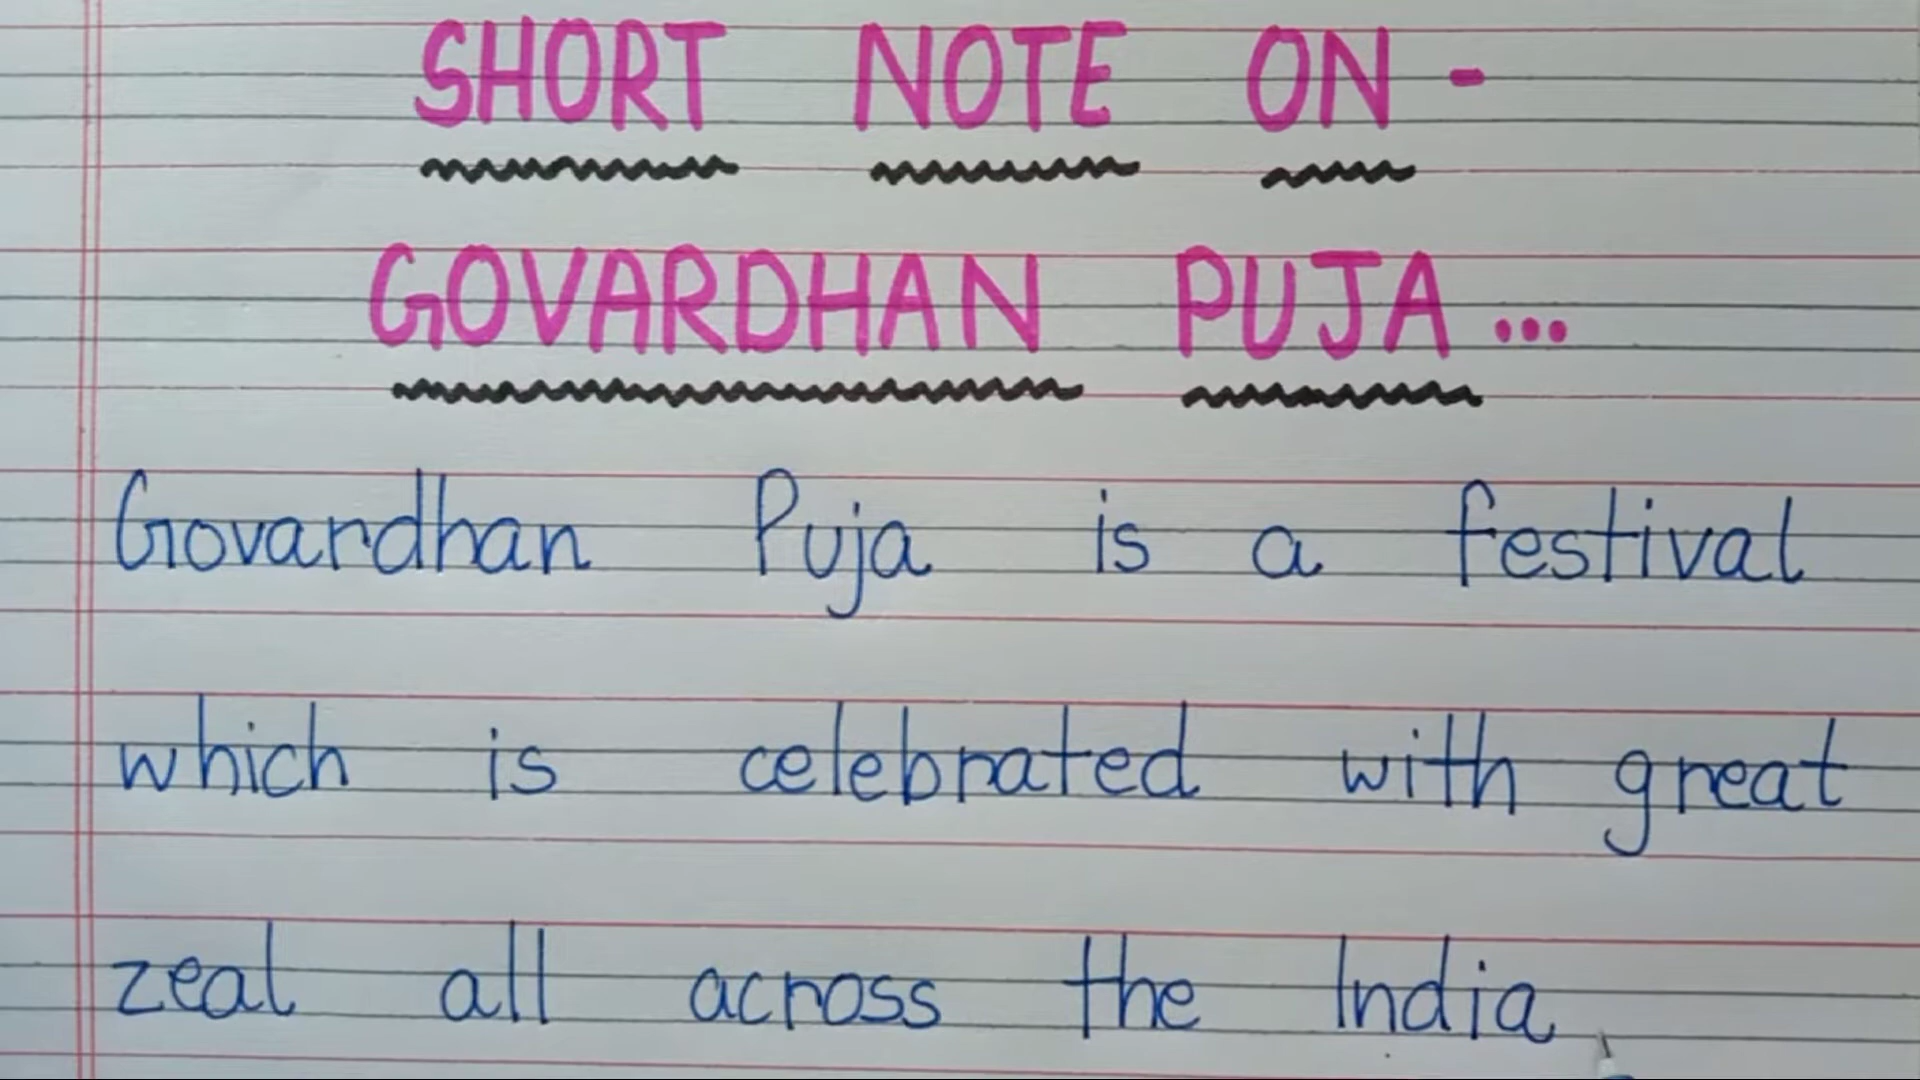 SHORT NOTE ON -
GOVARDHAN PUJA...
Govardhan Puja is a festival
which is celebrated with great
zeal all across the India